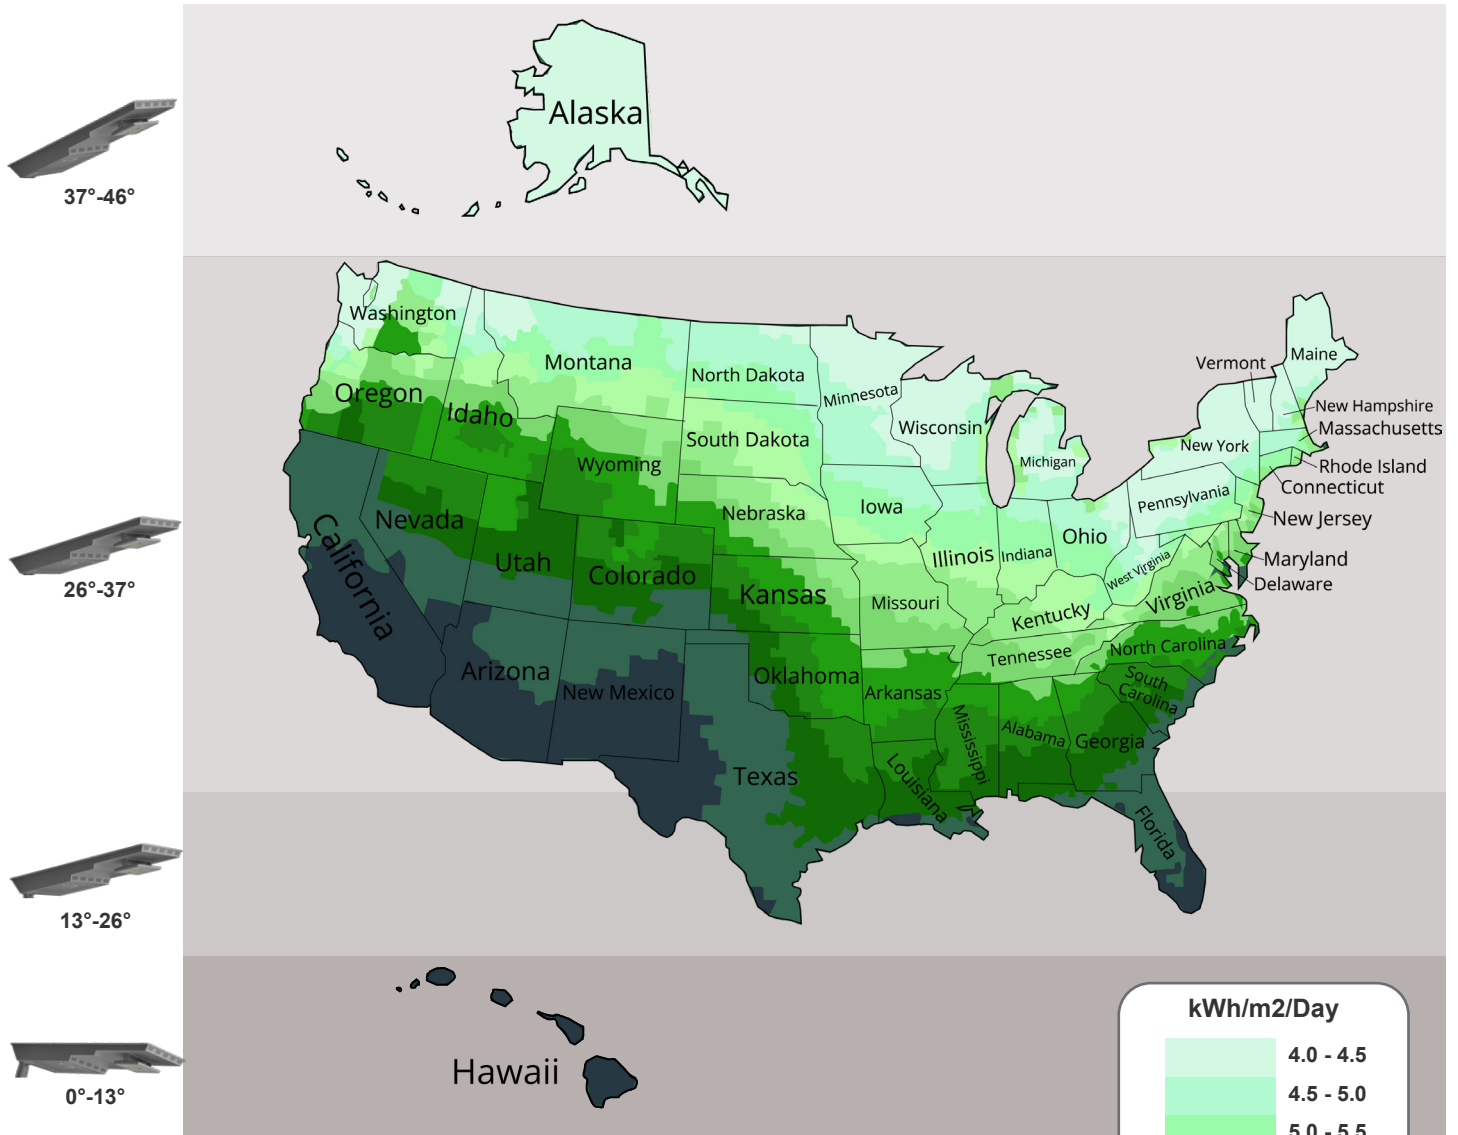 Alaska
37°-46°
Washington
Montana
North Dakota
Minnesota
Vermont
Maine
Oregon
Idaho
South Dakota
Wisconsin
New Hampshire
Massachusetts
New York
Michigan
Wyoming
Rhode Island
Connecticut
Pennsylvania
Nebraska
Iowa
Nevada
New Jersey
California
Ohio
Illinois
Indiana
Utah
Colorado
West Virginia
Maryland
Delaware
26°-37°
Kansas
Missouri
Virginia
Kentucky
North Carolina
Tennessee
Arizona
New Mexico
Oklahoma
Arkansas
South
Carolina
Mississippi
Alabama
Georgia
Texas
Louisiana
Florida
13°-26°
kWh/m2/Day
4.0 - 4.5
Hawaii
4.5 - 5.0
0°-13°
5.0 - 5.5